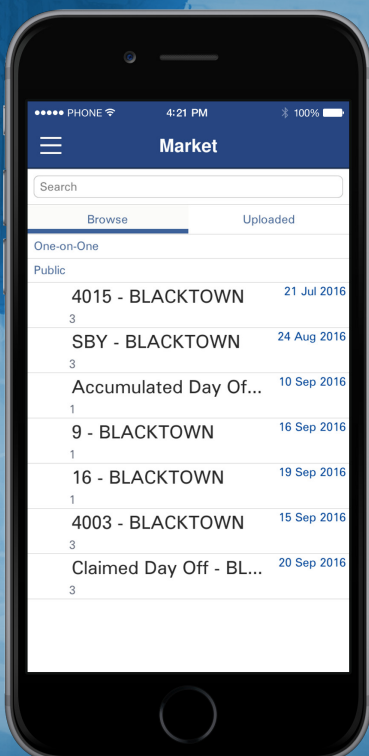 PHONE 4:21 PM 100%
Market
Search
Browse Uploaded
One-on-One
Public
4015 - BLACKTOWN 21 Jul 2016
3
SBY - BLACKTOWN 24 Aug 2016
3
Accumulated Day Of... 10 Sep 2016
1
9 - BLACKTOWN 16 Sep 2016
1
16 - BLACKTOWN 19 Sep 2016
1
4003 - BLACKTOWN 15 Sep 2016
3
Claimed Day Off - BL... 20 Sep 2016
3